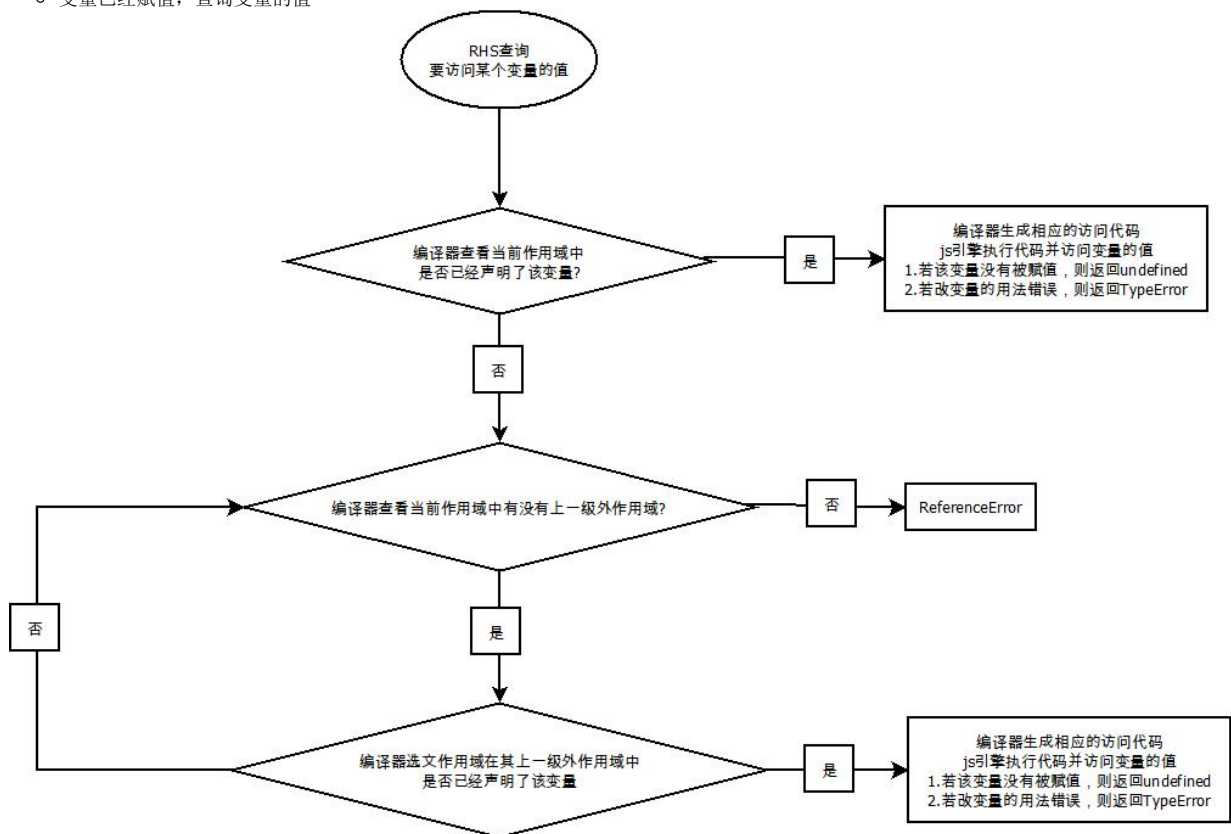 变量已经赋值，查询变量的值
RHS查询
要访问某个变量的值
编译器查看当前作用域中
是否已经声明了该变量?
是
编译器生成相应的访问代码
js引擎执行代码并访问变量的值
1.若该变量没有被赋值，则返回undefined
2.若改变量的用法错误，则返回TypeError
否
编译器查看当前作用域中有没有上一级外作用域?
否
ReferenceError
否
是
编译器选文作用域在其上一级外作用域中
是否已经声明了该变量
是
编译器生成相应的访问代码
js引擎执行代码并访问变量的值
1.若该变量没有被赋值，则返回undefined
2.若改变量的用法错误，则返回TypeError